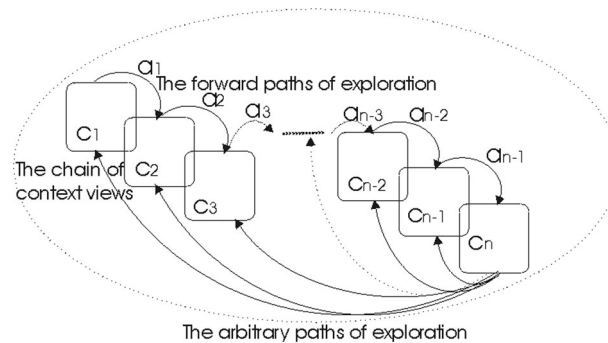 a1
The forward paths of exploration
a2
a3
an-3
an-2
an-1
c1
c2
c3
The chain of
context views
cn-2
cn-1
cn
The arbitrary paths of exploration